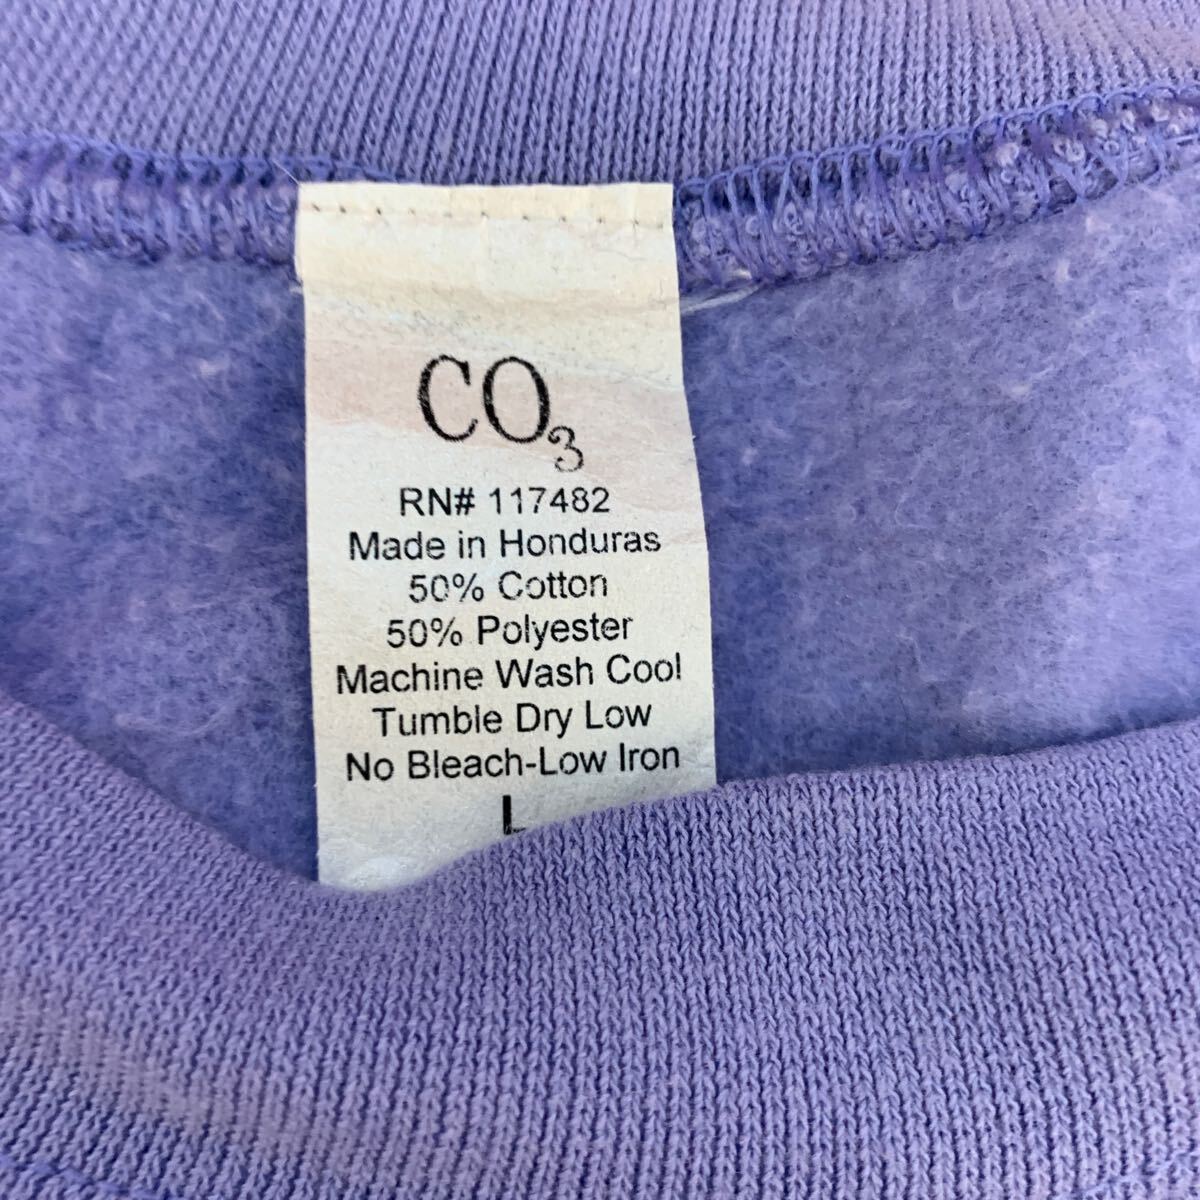 CO3
RN# 117482
Made in Honduras
50% Cotton
50% Polyester
Machine Wash Cool
Tumble Dry Low
No Bleach-Low Iron
L